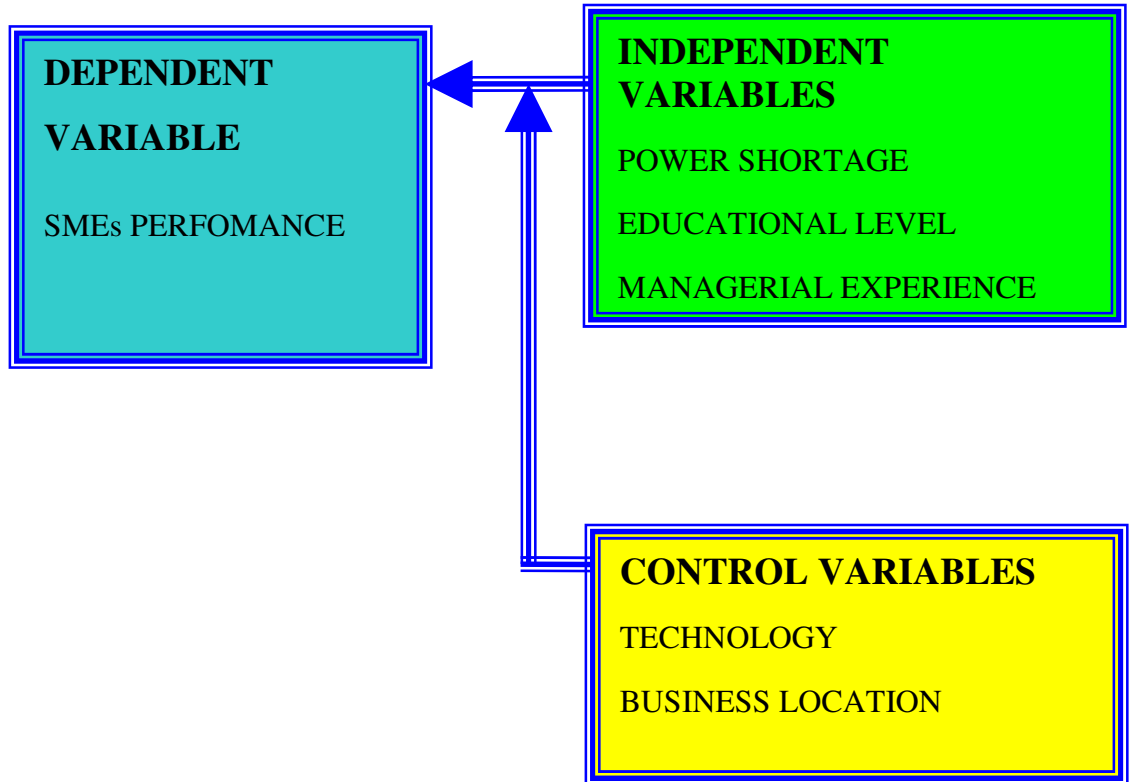 DEPENDENT
VARIABLE
SMEs PERFOMANCE
INDEPENDENT
VARIABLES
POWER SHORTAGE
EDUCATIONAL LEVEL
MANAGERIAL EXPERIENCE
CONTROL VARIABLES
TECHNOLOGY
BUSINESS LOCATION